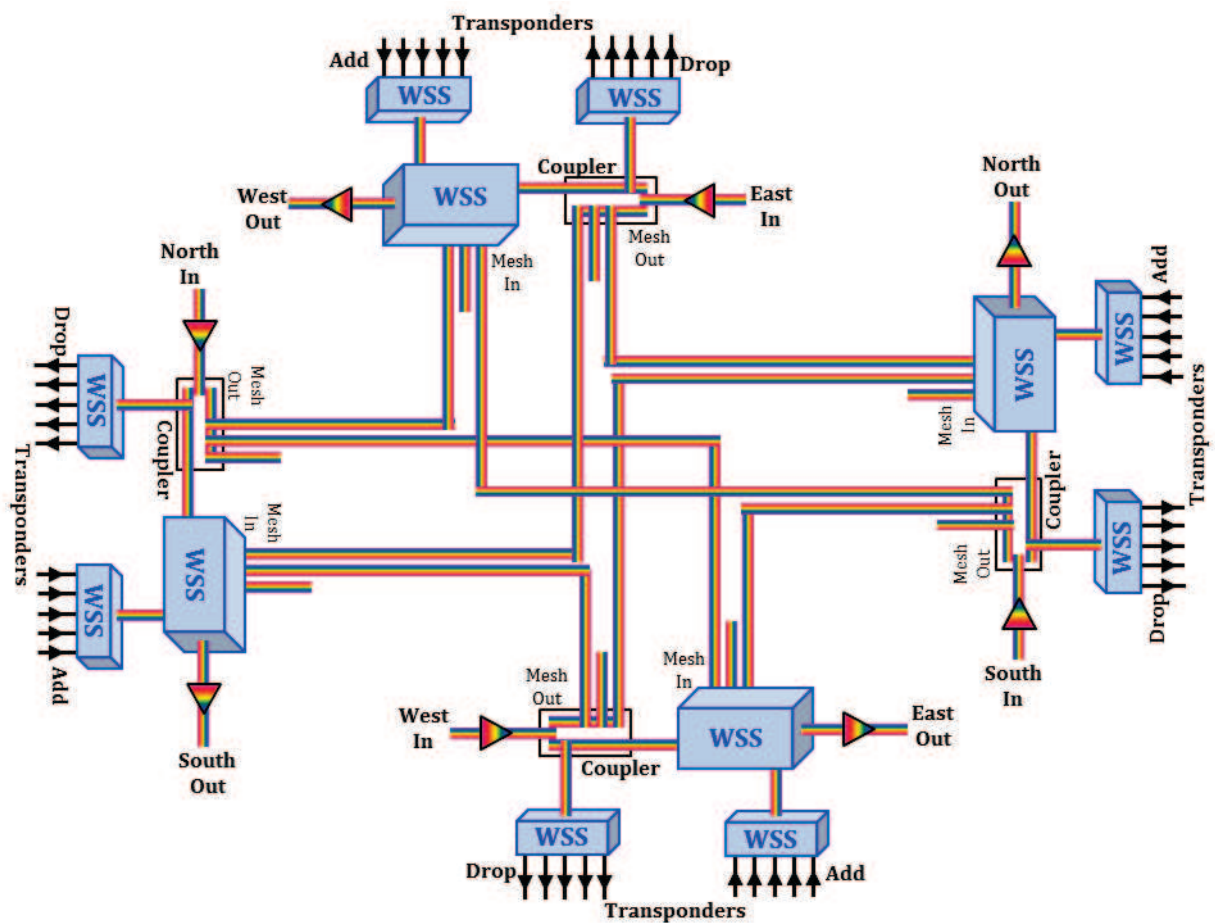 Transponders
Add
Drop
WSS
WSS
Coupler
North
Out
WSS
West
Out
East
In
Mesh
Out
Mesh
In
North
In
Add
WSS
Drop
WSS
Mesh
Out
WSS
Transponders
Mesh
In
Coupler
Coupler
Transponders
Mesh
In
WSS
WSS
Mesh
Out
Drop
WSS
Add
Mesh
Out
Mesh
In
South
In
West
In
WSS
East
Out
South
Out
Coupler
WSS
WSS
Drop
Add
Transponders